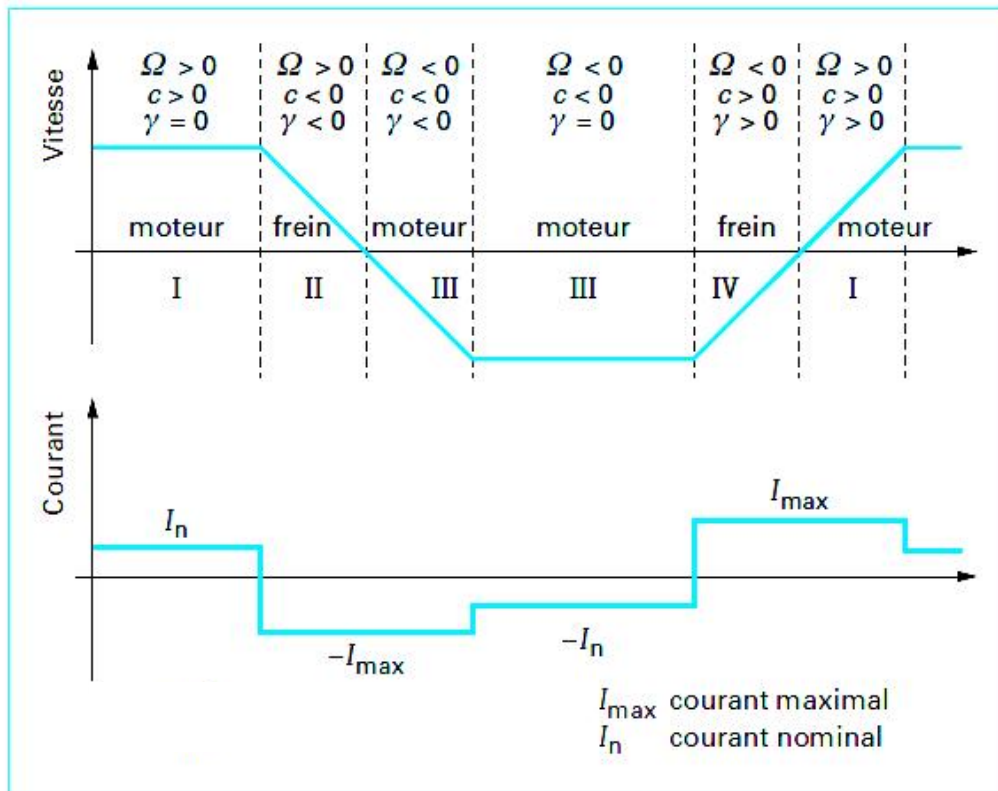 Ω > 0 Ω > 0 Ω < 0 Ω < 0 Ω < 0 Ω > 0
c > 0 c < 0 c < 0 c < 0 c > 0 c > 0
γ = 0 γ < 0 γ < 0 γ = 0 γ > 0 γ > 0
Vitesse
moteur frein moteur moteur frein moteur
I II III III IV I
Courant
Imax
In
–Imax
–In
Imax courant maximal
In courant nominal